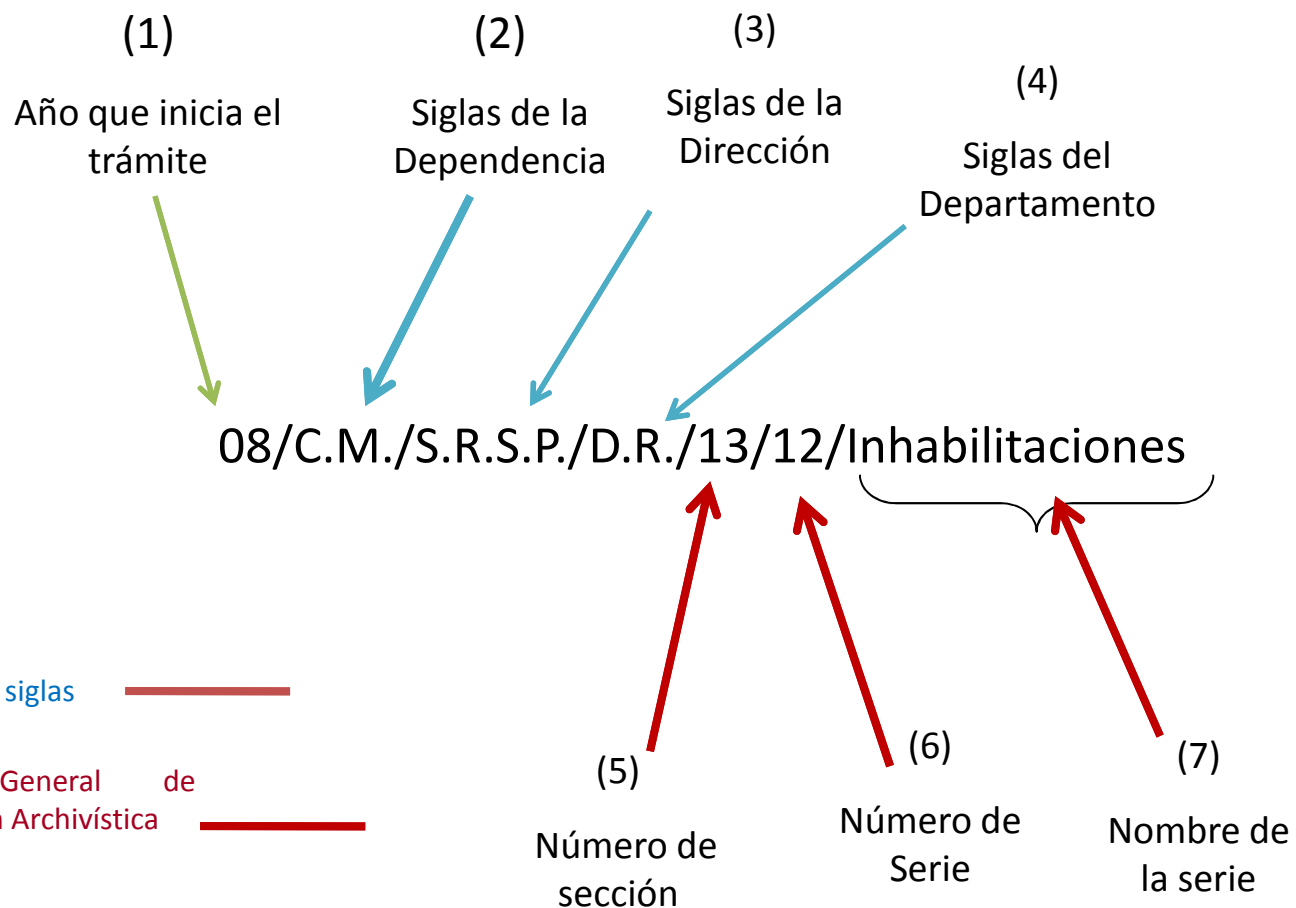 (1)
Año que inicia el
trámite
(2)
Siglas de la
Dependencia
(3)
Siglas de la
Dirección
(4)
Siglas del
Departamento
08/C.M./S.R.S.P./D.R./13/12/Inhabilitaciones
siglas
General de
Archivística
(5)
Número de
sección
(6)
Número de
Serie
(7)
Nombre de
la serie